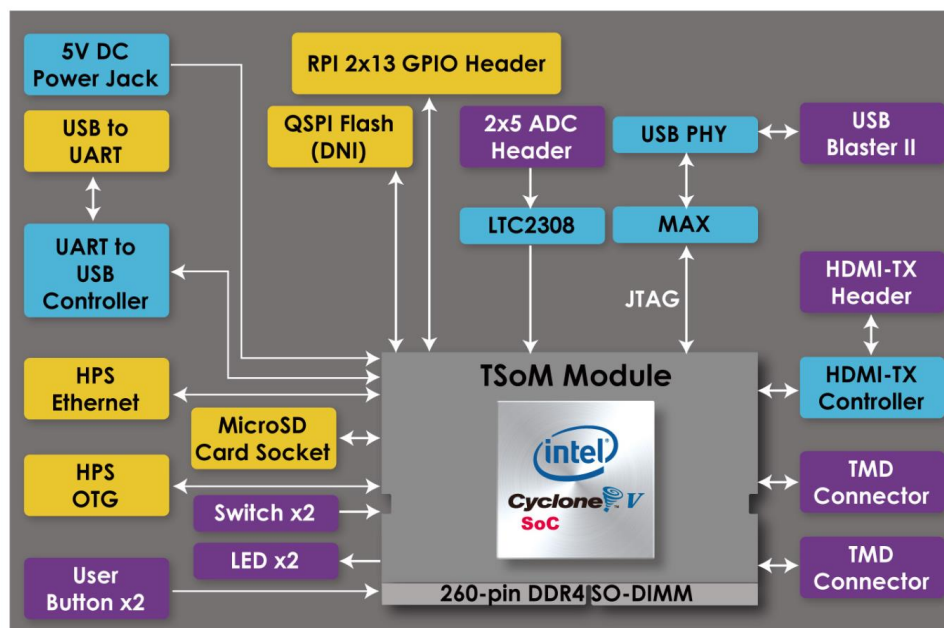 5V DC
Power Jack
RPI 2x13 GPIO Header
USB to
UART
QSPI Flash
(DNI)
2x5 ADC
Header
USB PHY
USB
Blaster II
UART to
USB
Controller
LTC2308
MAX
HDMI-TX
Header
JTAG
HPS
Ethernet
TSoM Module
HDMI-TX
Controller
MicroSD
Card Socket
intel
Cyclone V
SoC
HPS
OTG
TMD
Connector
Switch x2
LED x2
User
Button x2
TMD
Connector
260-pin DDR4 SO-DIMM